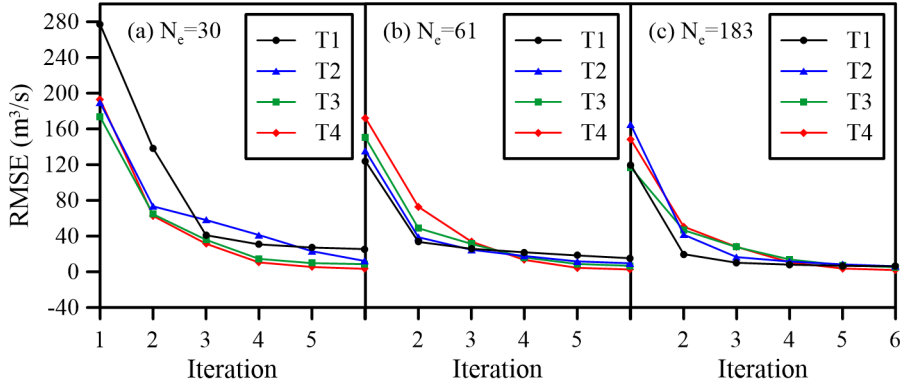 RMSE (m³/s)
280
240
200
160
120
80
40
0
-40
(a) Nₑ=30
T1
T2
T3
T4
(b) Nₑ=61
T1
T2
T3
T4
(c) Nₑ=183
T1
T2
T3
T4
1 2 3 4 5 2 3 4 5 2 3 4 5 6
Iteration Iteration Iteration